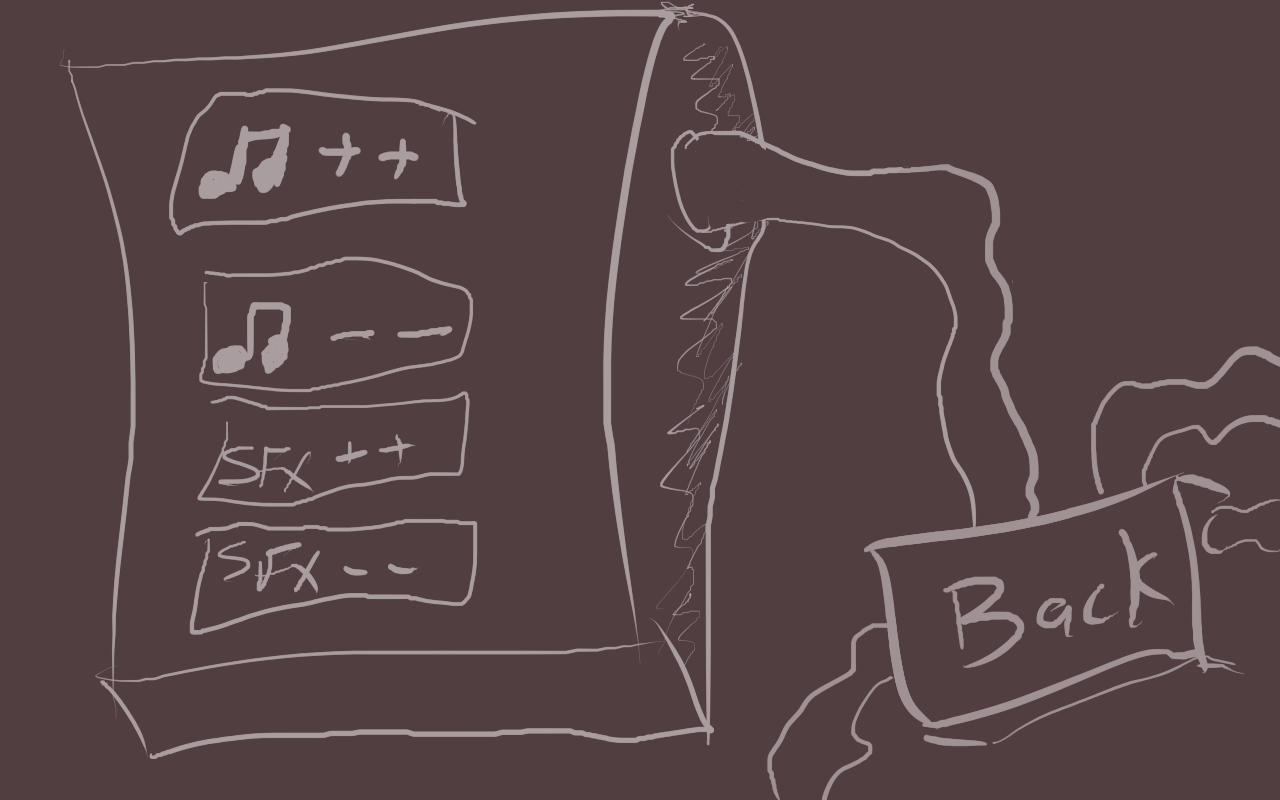 ♫ + +
♫ - -
SFX + +
SFX - -
Back